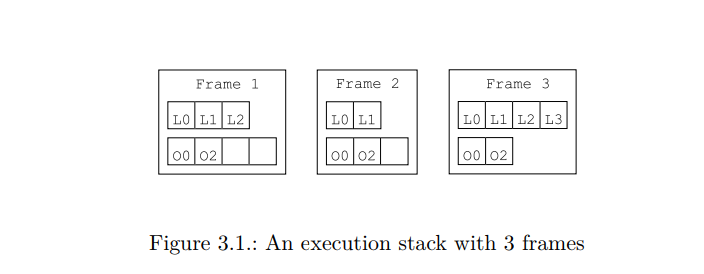 Frame 1
L0 L1 L2
O0 O2
Frame 2
L0 L1
O0 O2
Frame 3
L0 L1 L2 L3
O0 O2
Figure 3.1.: An execution stack with 3 frames